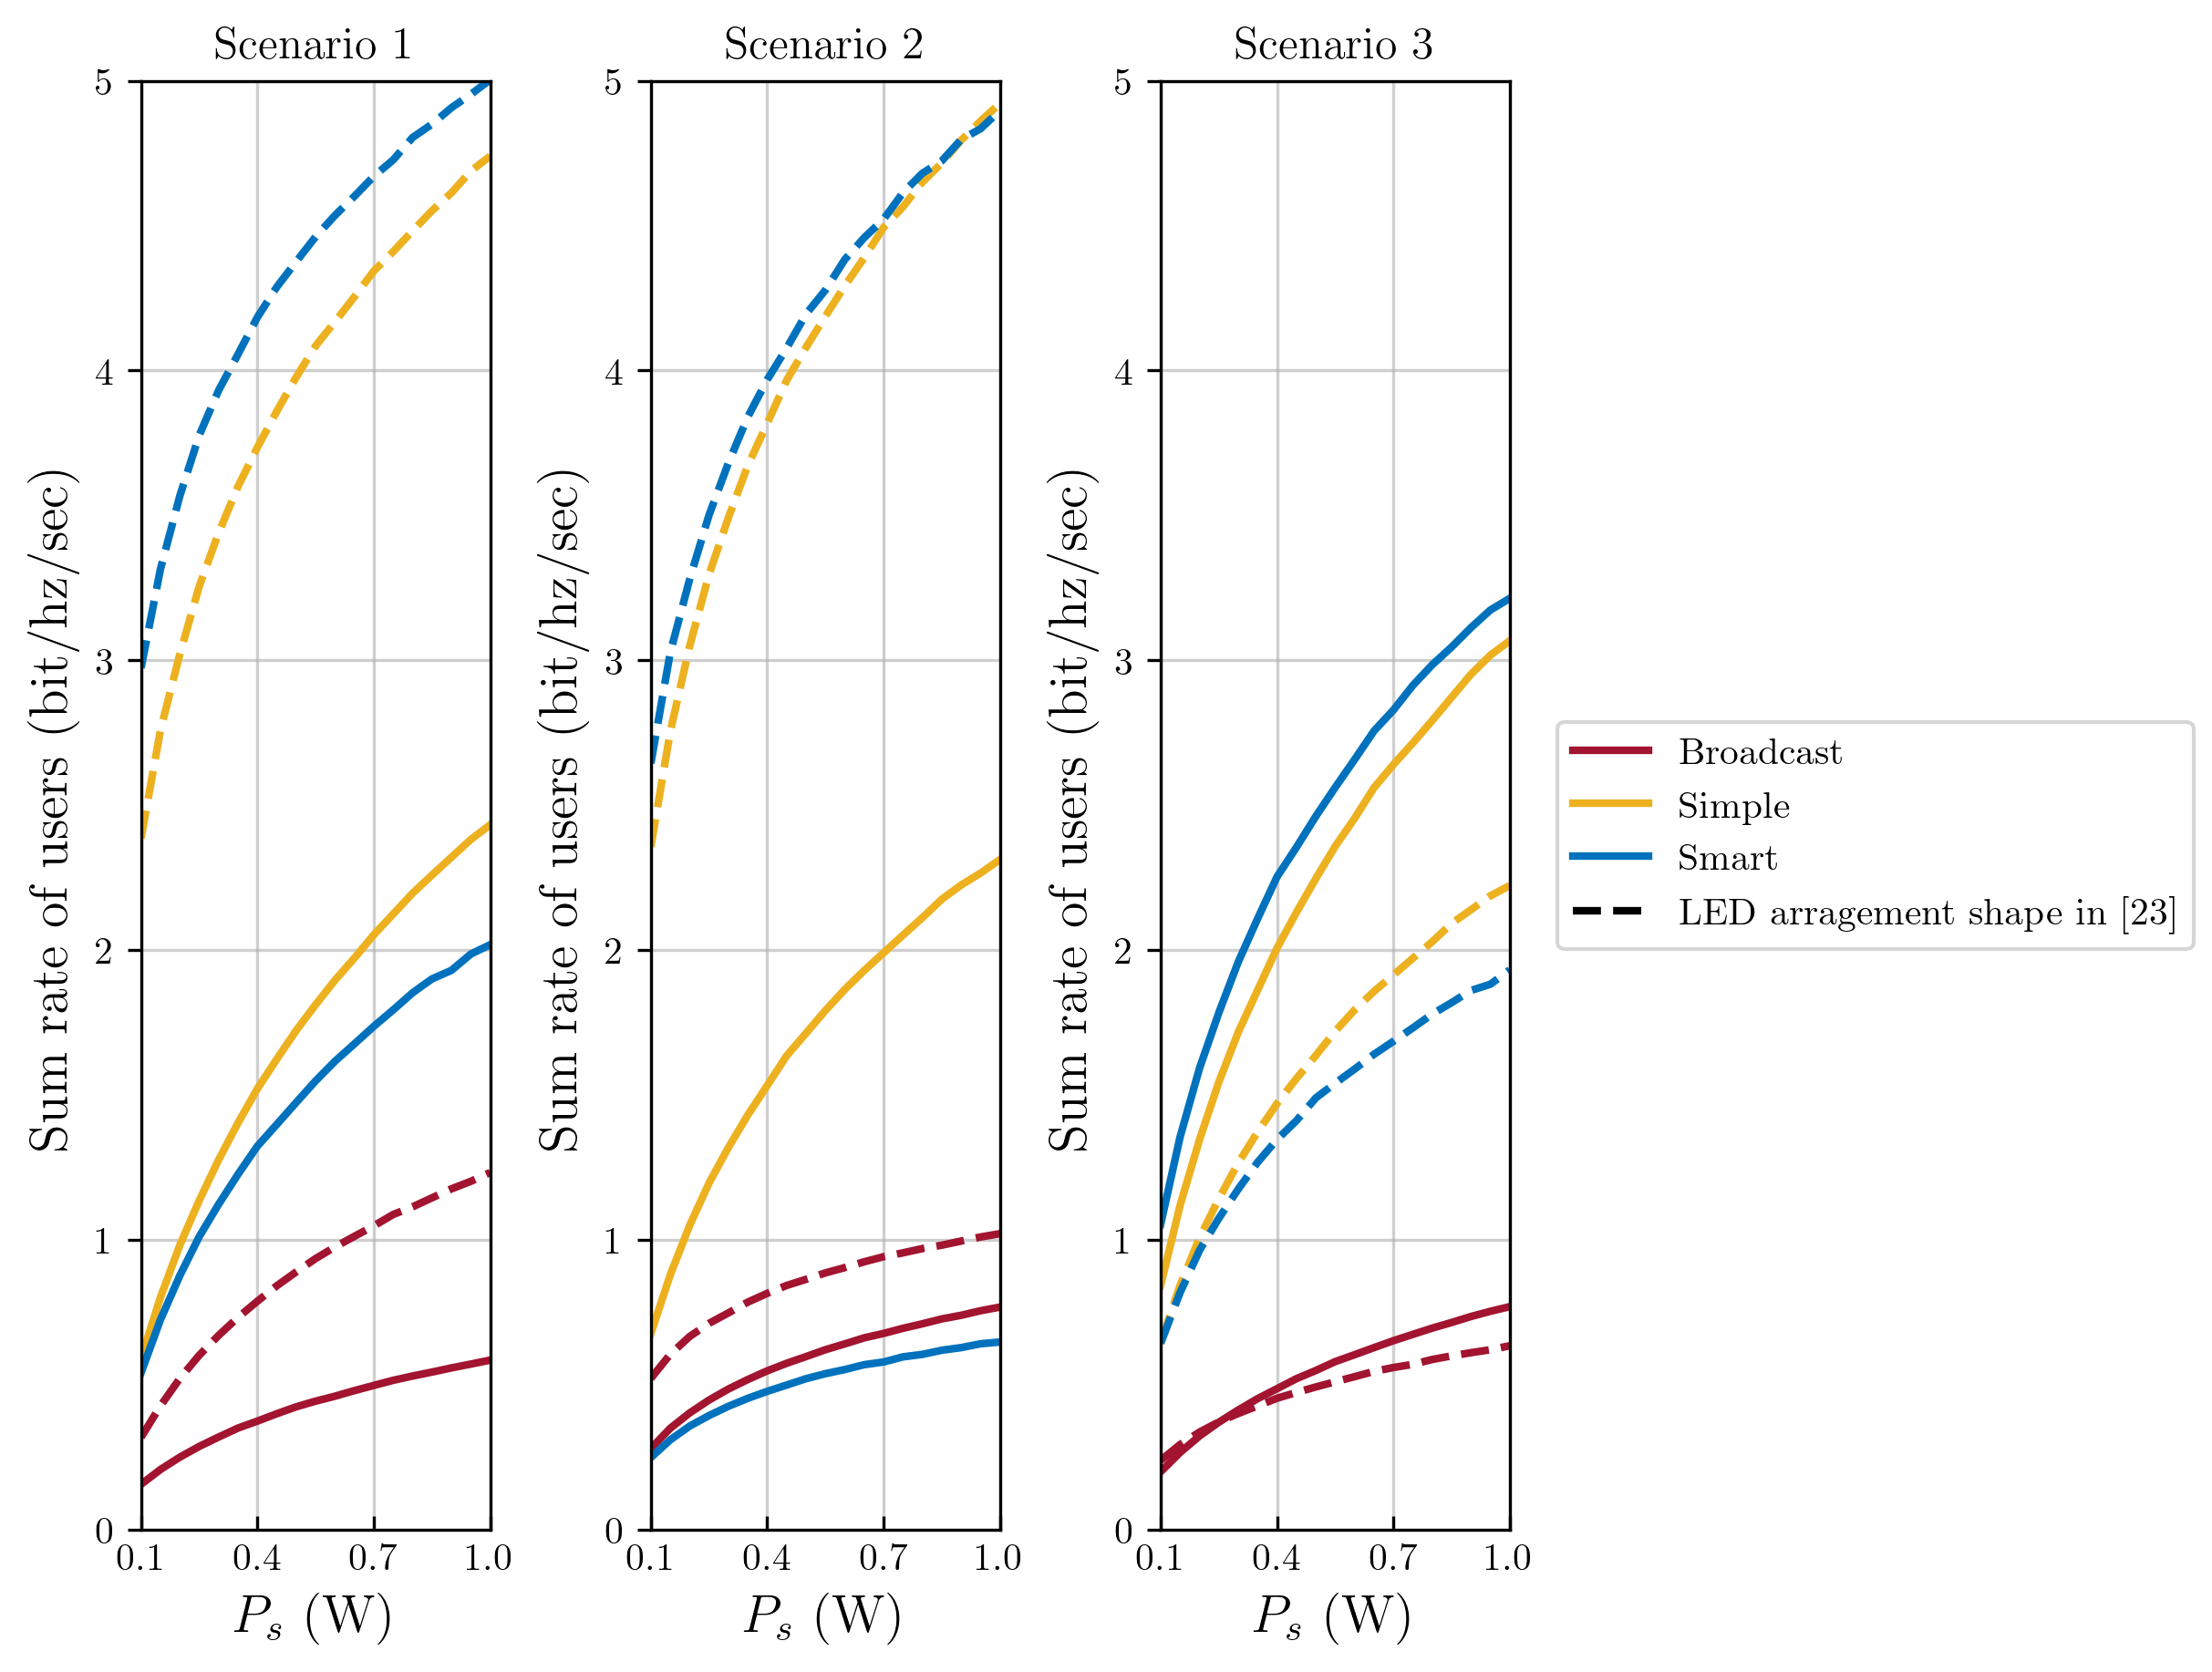 Scenario 1
Scenario 2
Scenario 3
Sum rate of users (bit/hz/sec)
5
4
3
2
1
0
0.1
0.4
0.7
1.0
P_s (W)
Sum rate of users (bit/hz/sec)
5
4
3
2
1
0
0.1
0.4
0.7
1.0
P_s (W)
Sum rate of users (bit/hz/sec)
5
4
3
2
1
0
0.1
0.4
0.7
1.0
P_s (W)
Broadcast
Simple
Smart
LED arragement shape in [23]